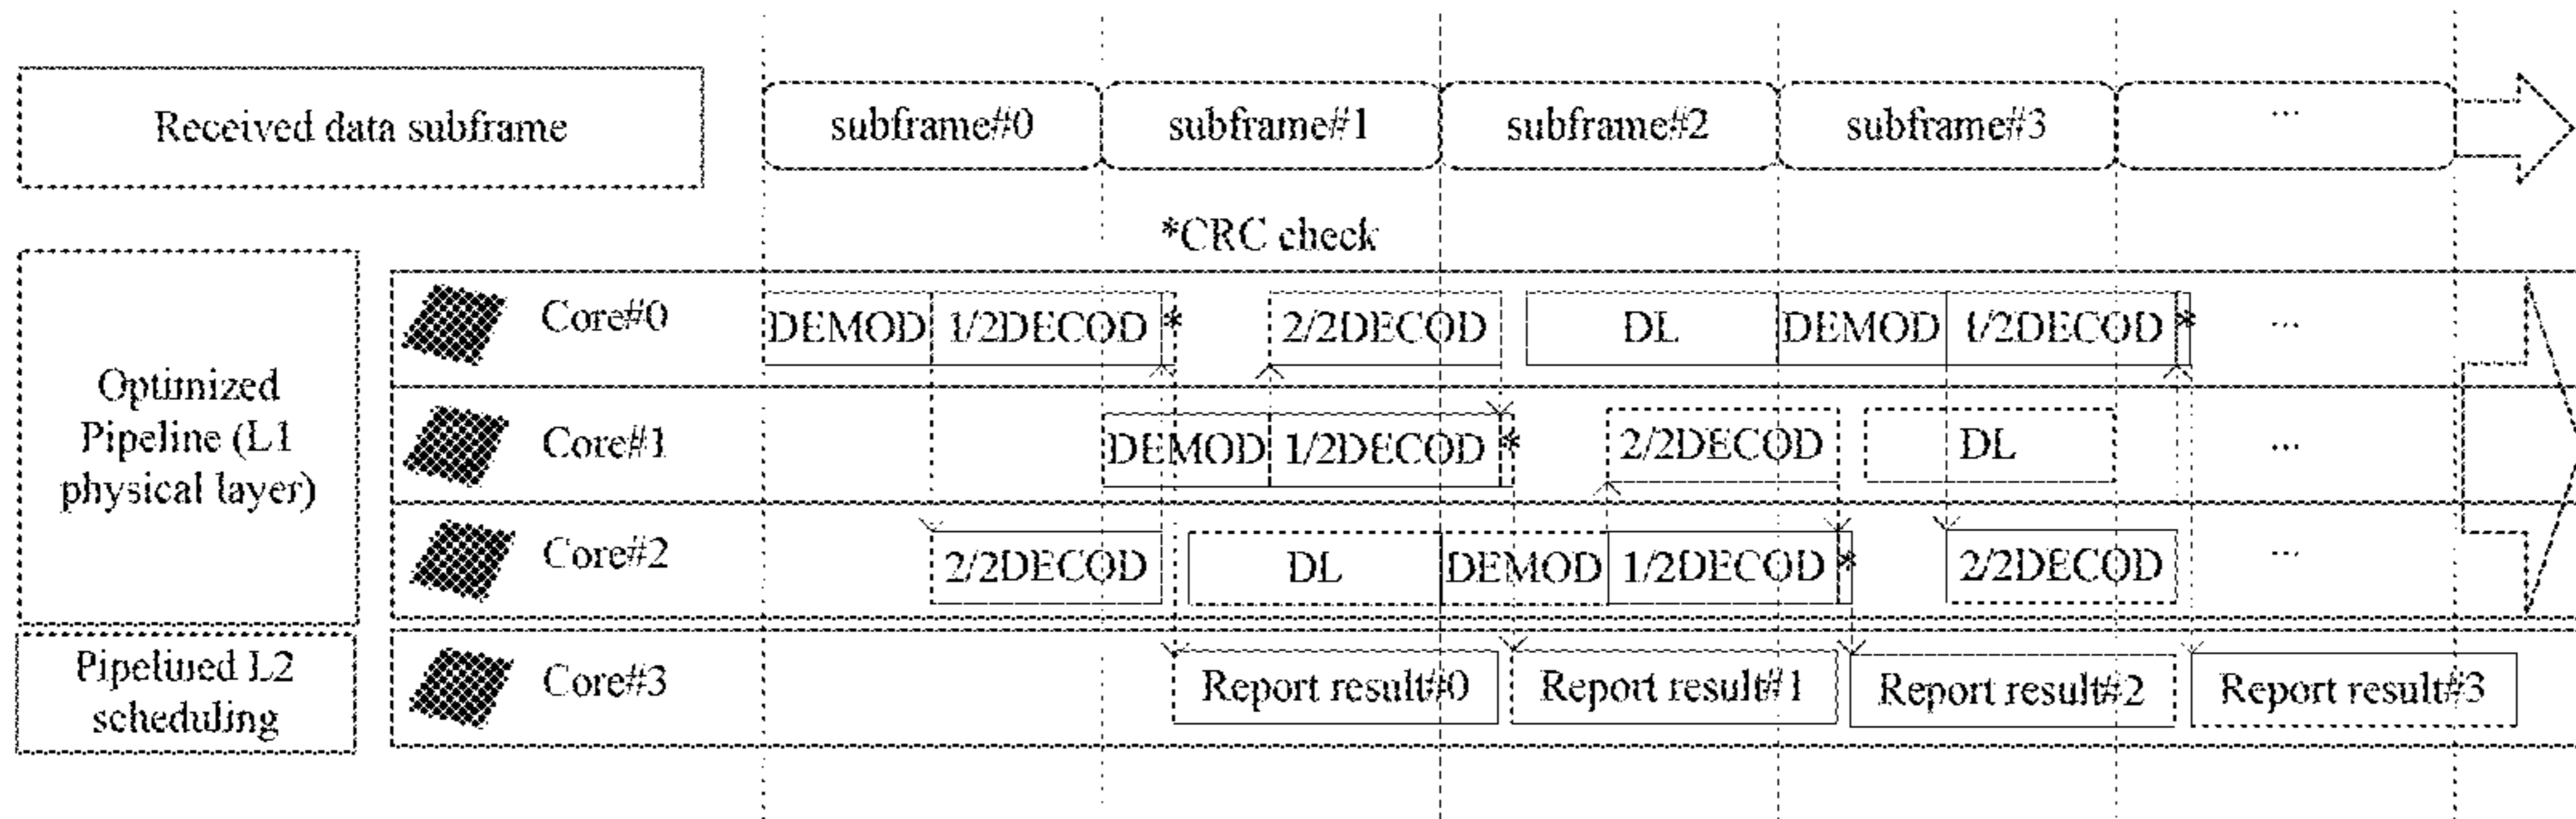 Received data subframe
subframe#0 subframe#1 subframe#2 subframe#3 ...
*CRC check
Optimized
Pipeline (L1
physical layer)
Core#0 DEMOD 1/2DECOD * 2/2DECOD DL DEMOD 1/2DECOD * ...
Core#1 DEMOD 1/2DECOD * 2/2DECOD DL ...
Core#2 2/2DECOD DL DEMOD 1/2DECOD * 2/2DECOD ...
Pipelined L2
scheduling
Core#3 Report result#0 Report result#1 Report result#2 Report result#3